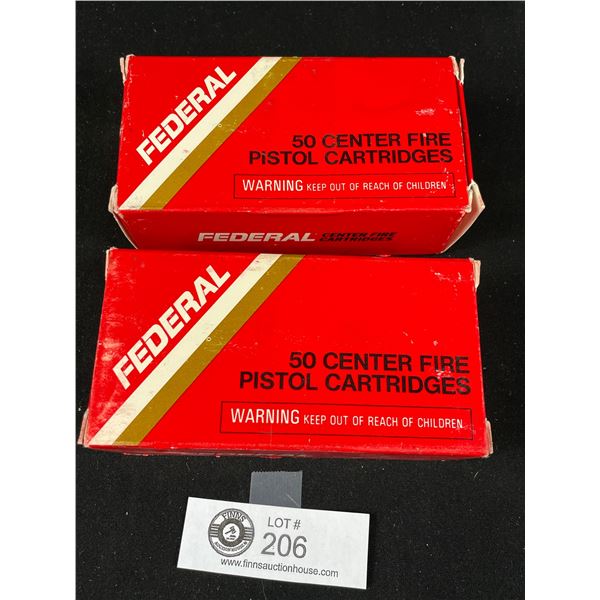 FEDERAL
50 CENTER FIRE
PISTOL CARTRIDGES
WARNING KEEP OUT OF REACH OF CHILDREN
FEDERAL CENTER FIRE
CARTRIDGES
FEDERAL
50 CENTER FIRE
PISTOL CARTRIDGES
WARNING KEEP OUT OF REACH OF CHILDREN
FINNS
LOT #
206
www.finnsauctionhouse.com